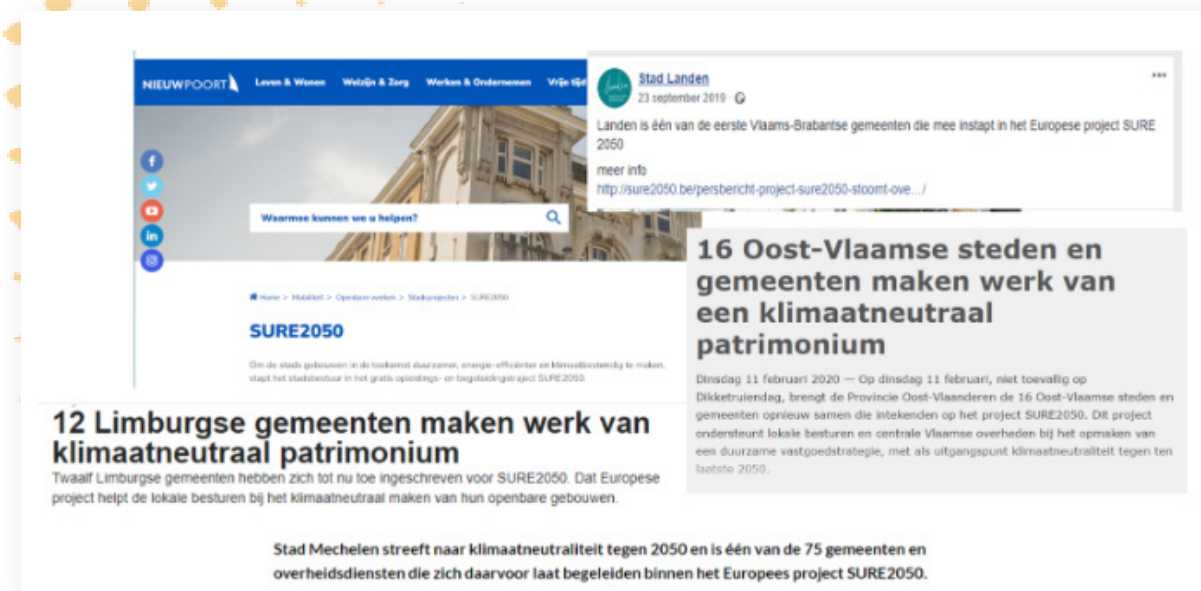 NIEUWPOORT
Leven & Wonen Welzijn & Zorg Werken & Ondernemen Vrije tijd
Waarmee kunnen we u helpen?
Home > Mobiliteit > Openbare werken > Stadsprojecten > SURE2050
SURE2050
Om de stads gebouwen in de toekomst duurzamer, energie-efficiënter en klimaatbestendig te maken,
stapt het stadsbestuur in het gratis opleidings- en begeleidingstraject SURE2050.
Stad Landen
23 september 2019
Landen is één van de eerste Vlaams-Brabantse gemeenten die mee instapt in het Europese project SURE
2050
meer info
http://sure2050.be/persbericht-project-sure2050-stoomt-ove.../
16 Oost-Vlaamse steden en
gemeenten maken werk van
een klimaatneutraal
patrimonium
Dinsdag 11 februari 2020 — Op dinsdag 11 februari, niet toevallig op
Dikketruiendag, brengt de Provincie Oost-Vlaanderen de 16 Oost-Vlaamse steden en
gemeenten opnieuw samen die intekenden op het project SURE2050. Dit project
ondersteunt lokale besturen en centrale Vlaamse overheden bij het opmaken van
een duurzame vastgoedstrategie, met als uitgangspunt klimaatneutraliteit tegen ten
laatste 2050.
12 Limburgse gemeenten maken werk van
klimaatneutraal patrimonium
Twaalf Limburgse gemeenten hebben zich tot nu toe ingeschreven voor SURE2050. Dat Europese
project helpt de lokale besturen bij het klimaatneutraal maken van hun openbare gebouwen.
Stad Mechelen streeft naar klimaatneutraliteit tegen 2050 en is één van de 75 gemeenten en
overheidsdiensten die zich daarvoor laat begeleiden binnen het Europees project SURE2050.